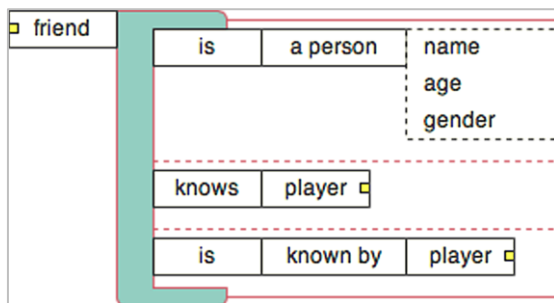 friend is a person name
age
gender
knows player
is known by player